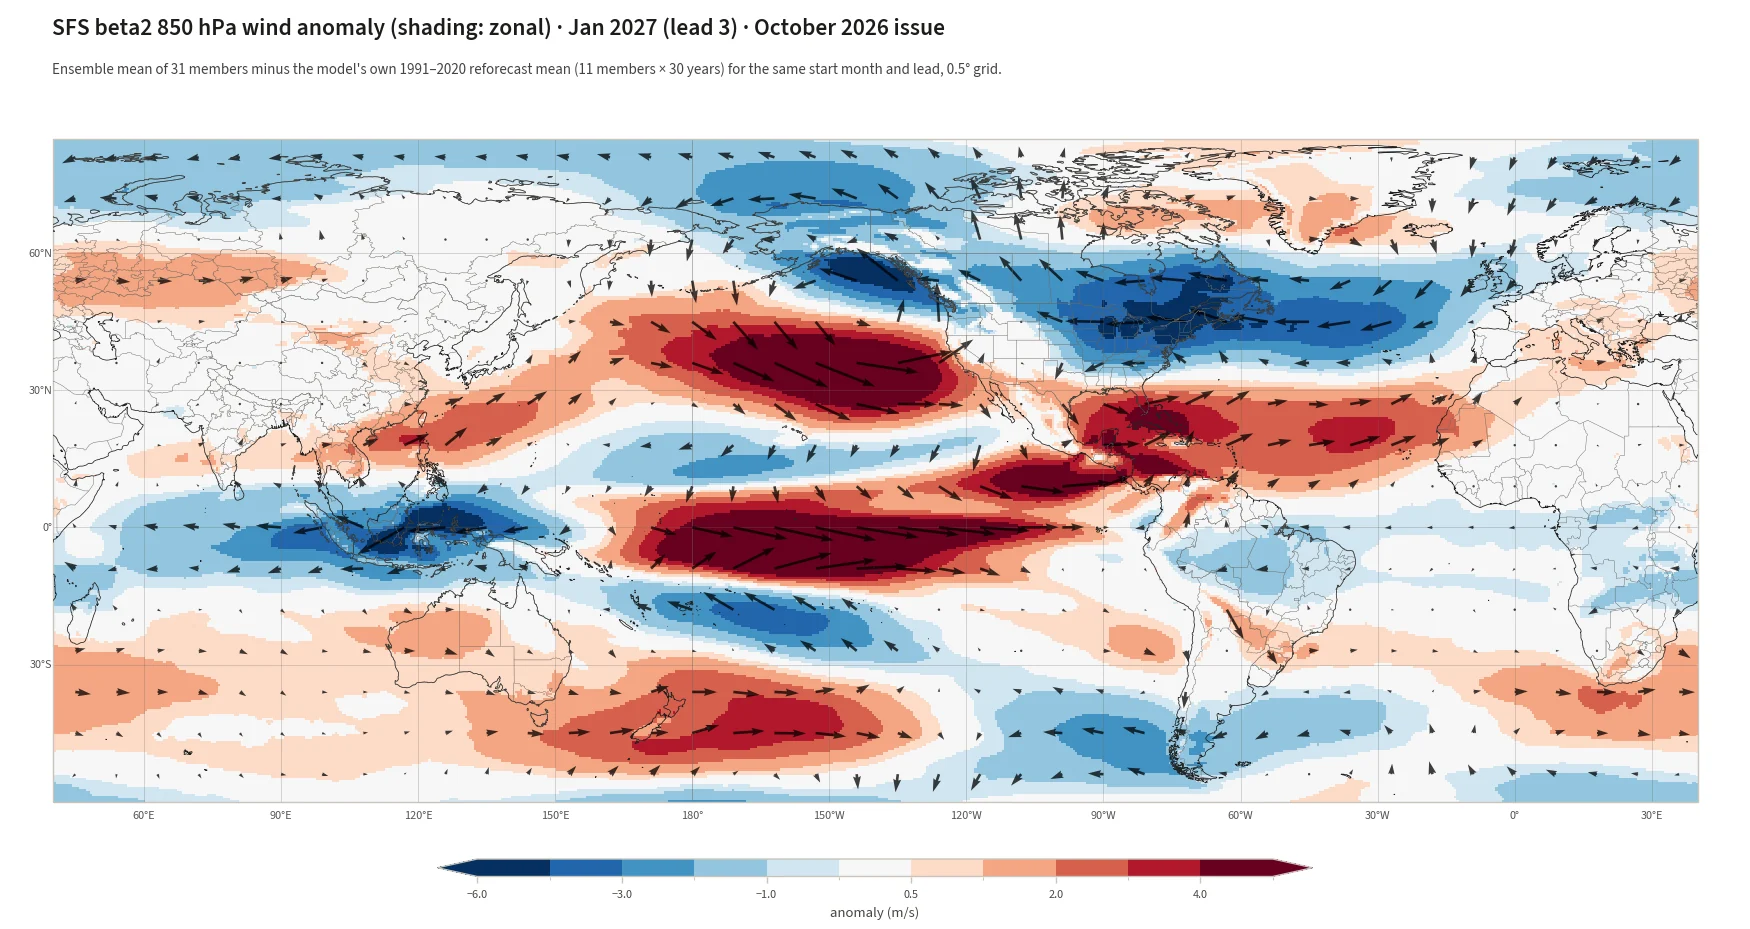 SFS beta2 850 hPa wind anomaly (shading: zonal) · Jan 2027 (lead 3) · October 2026 issue
Ensemble mean of 31 members minus the model's own 1991–2020 reforecast mean (11 members × 30 years) for the same start month and lead, 0.5° grid.
60°N
30°N
0°
30°S
60°E 90°E 120°E 150°E 180° 150°W 120°W 90°W 60°W 30°W 0° 30°E
−6.0 −3.0 −1.0 0.5 2.0 4.0
anomaly (m/s)